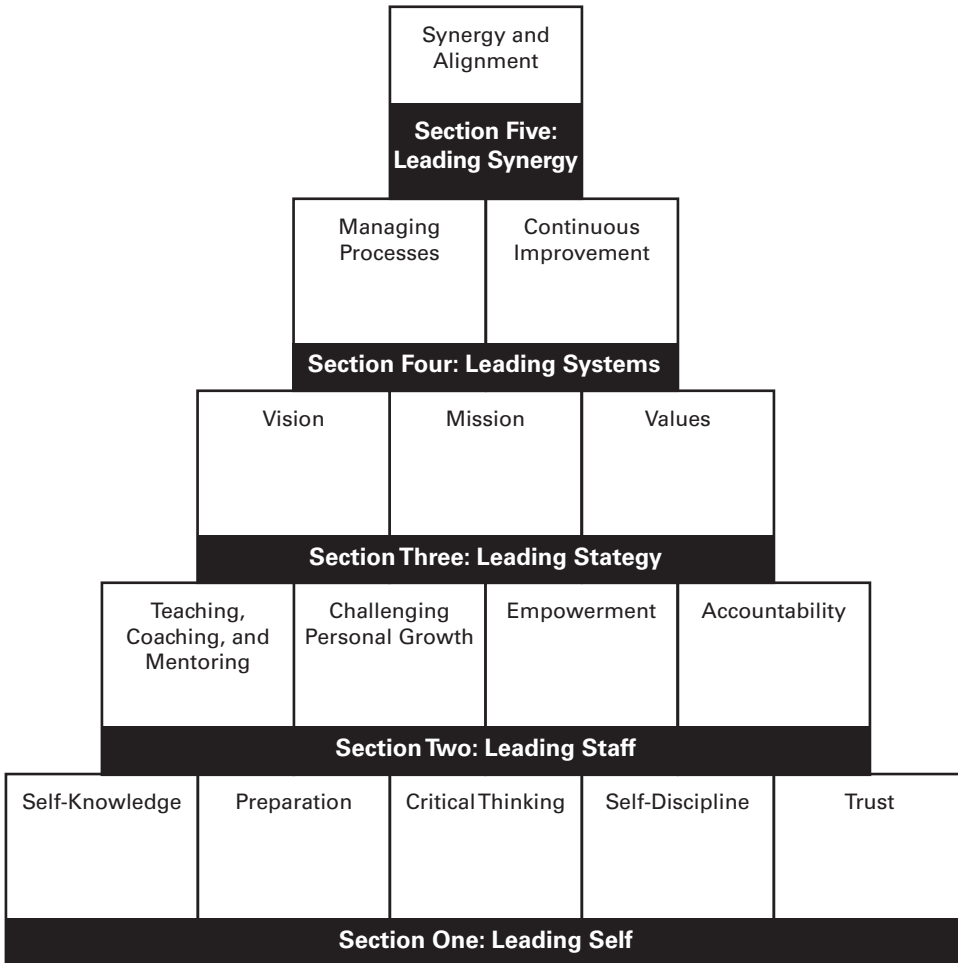 Synergy and
Alignment
Section Five:
Leading Synergy
Managing
Processes
Continuous
Improvement
Section Four: Leading Systems
Vision
Mission
Values
Section Three: Leading Stategy
Teaching,
Coaching, and
Mentoring
Challenging
Personal Growth
Empowerment
Accountability
Section Two: Leading Staff
Self-Knowledge
Preparation
Critical Thinking
Self-Discipline
Trust
Section One: Leading Self